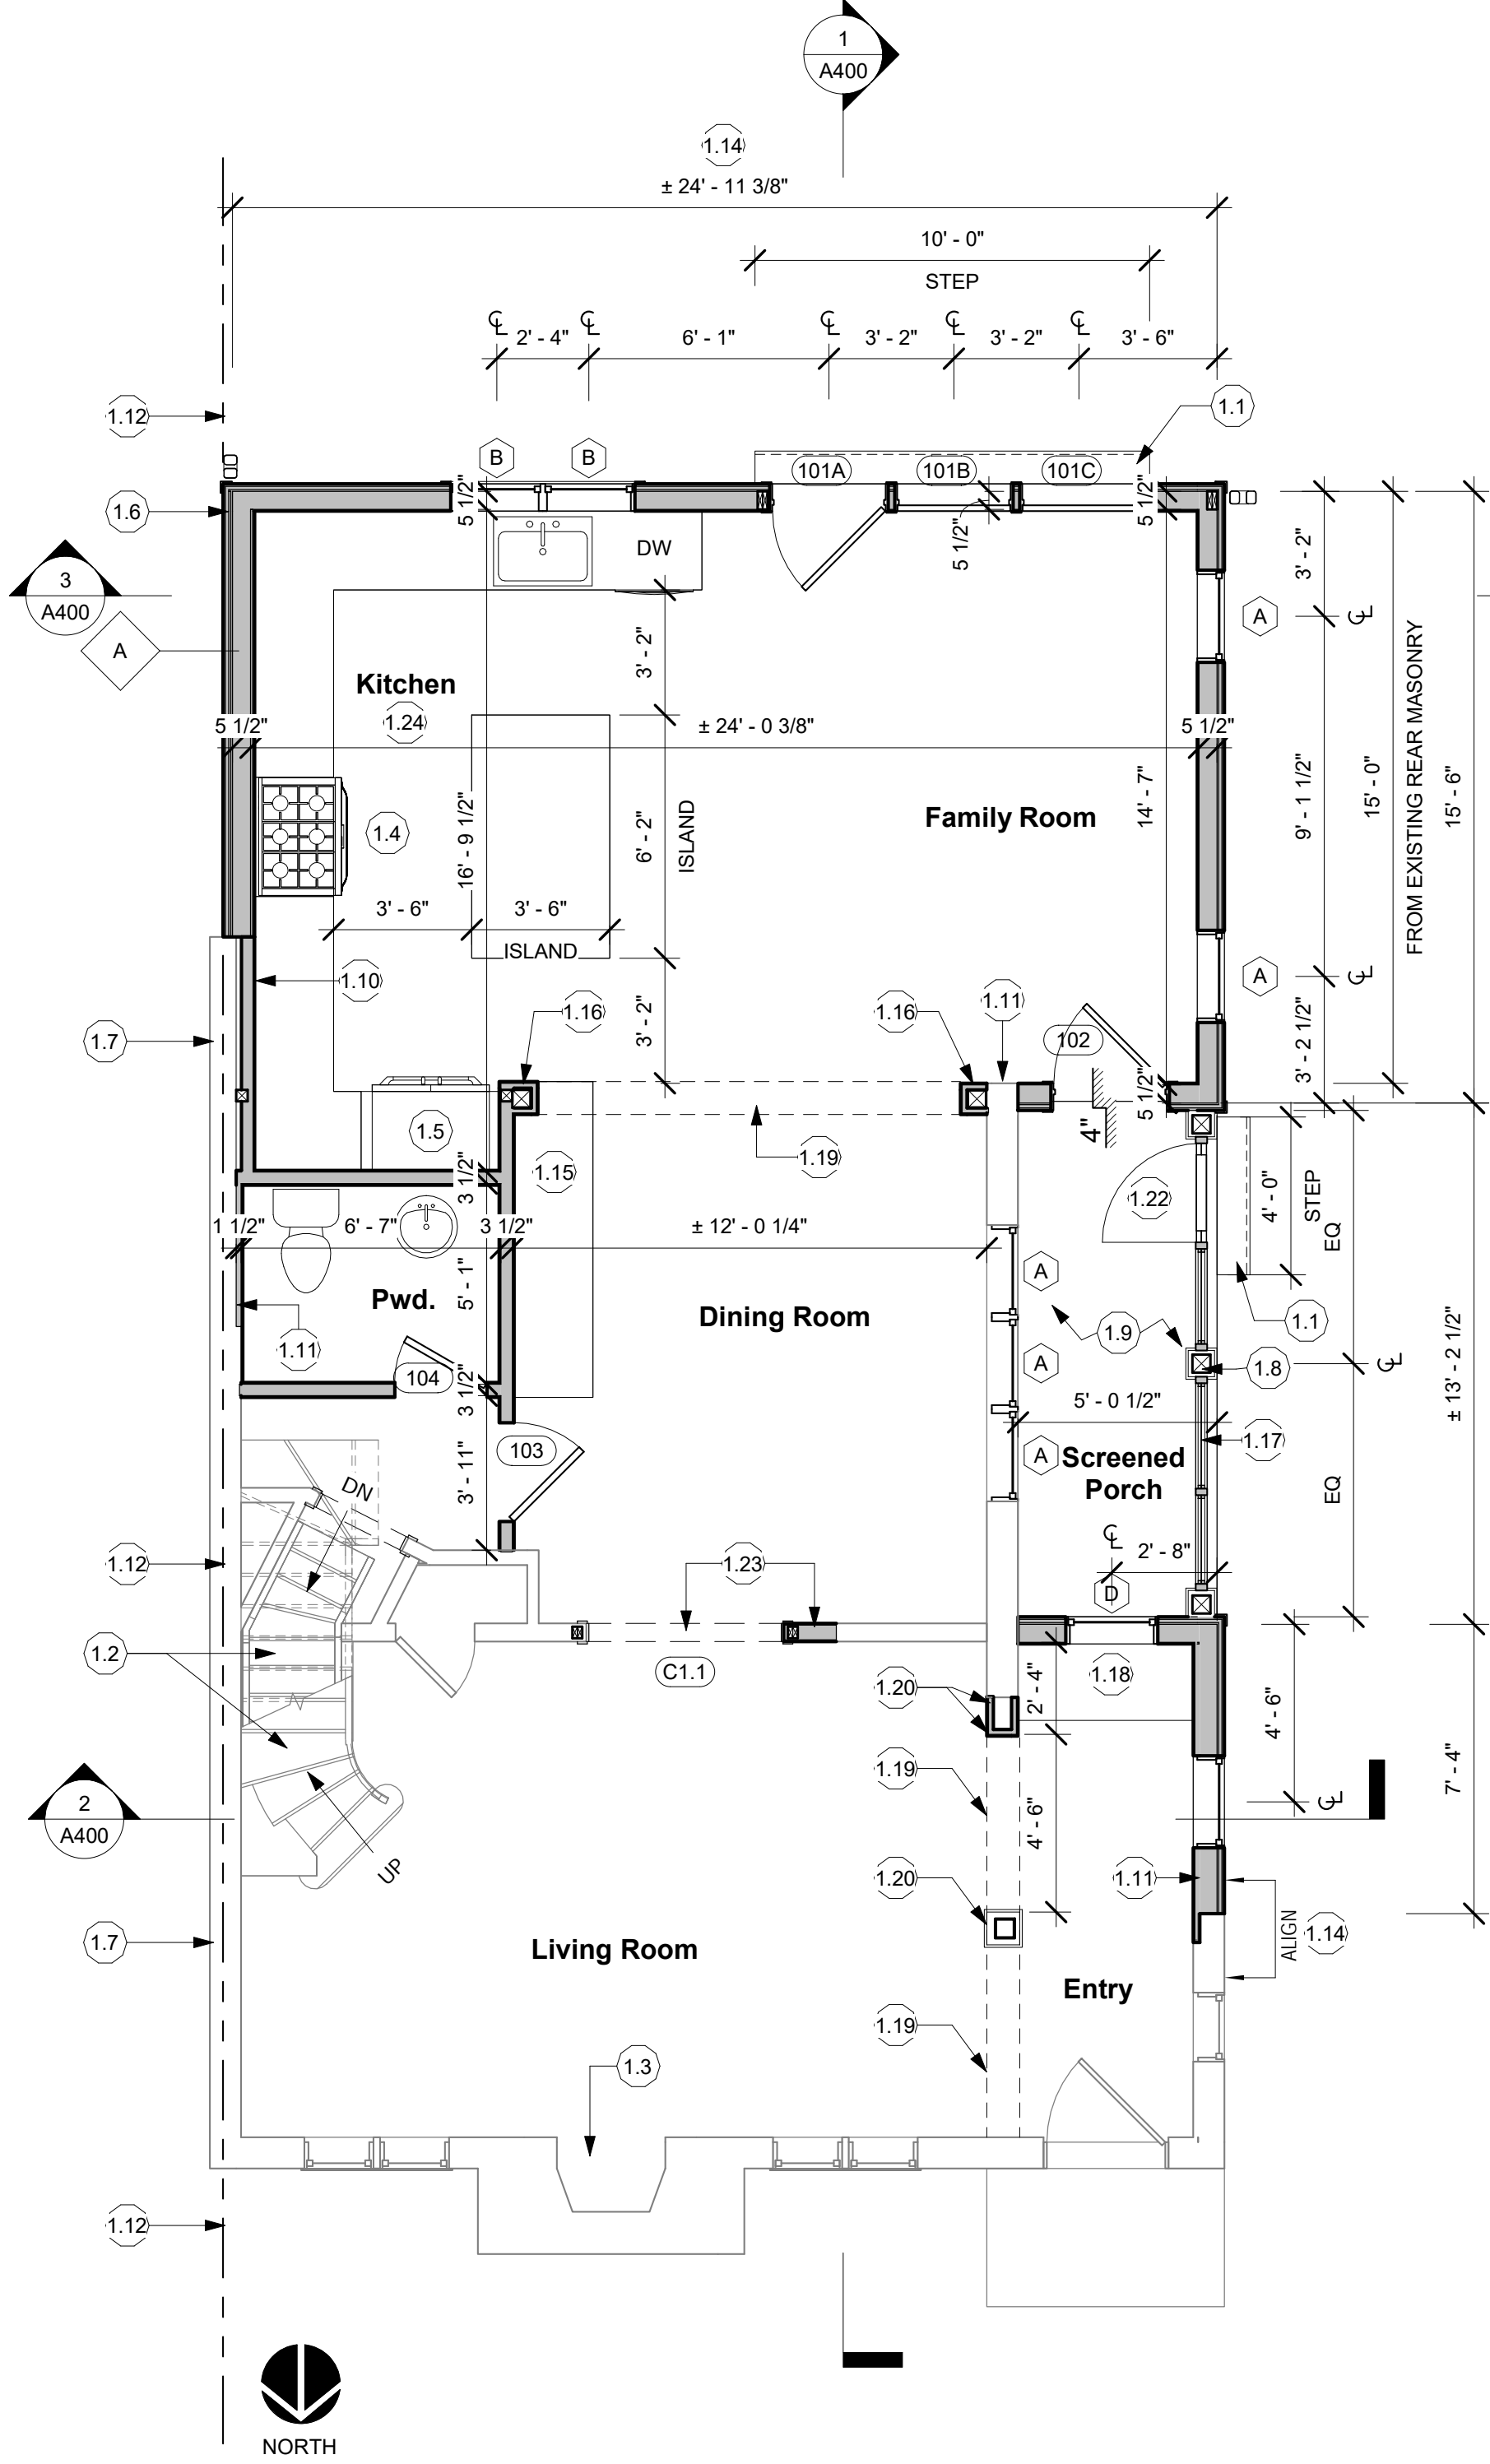 1
A400
1.14
± 24' - 11 3/8"
10' - 0"
STEP
2' - 4"
6' - 1"
3' - 2"
3' - 2"
3' - 6"
1.12
1.1
B
B
101A
101B
101C
1.6
5 1/2"
5 1/2"
5 1/2"
DW
3' - 2"
3
A400
A
A
3' - 2"
Kitchen
1.24
5 1/2"
± 24' - 0 3/8"
5 1/2"
FROM EXISTING REAR MASONRY
1.4
16' - 9 1/2"
6' - 2"
ISLAND
Family Room
14' - 7"
9' - 1 1/2"
15' - 0"
15' - 6"
3' - 6"
3' - 6"
ISLAND
1.10
1.16
1.16
1.11
A
1.7
3' - 2"
102
3' - 2 1/2"
5 1/2"
4"
1.5
1.15
1.19
3 1/2"
1.22
4' - 0"
STEP
EQ
1 1/2"
6' - 7"
3 1/2"
± 12' - 0 1/4"
5' - 1"
A
Pwd.
Dining Room
1.11
1.9
1.1
104
A
1.8
3 1/2"
5' - 0 1/2"
± 13' - 2 1/2"
103
3' - 11"
A
Screened
Porch
1.17
DN
EQ
1.12
1.23
2' - 8"
D
1.2
C1.1
1.18
1.20
2' - 4"
4' - 6"
1.19
7' - 4"
2
A400
4' - 6"
UP
1.20
1.11
1.7
Living Room
ALIGN
1.14
Entry
1.19
1.3
1.12
NORTH